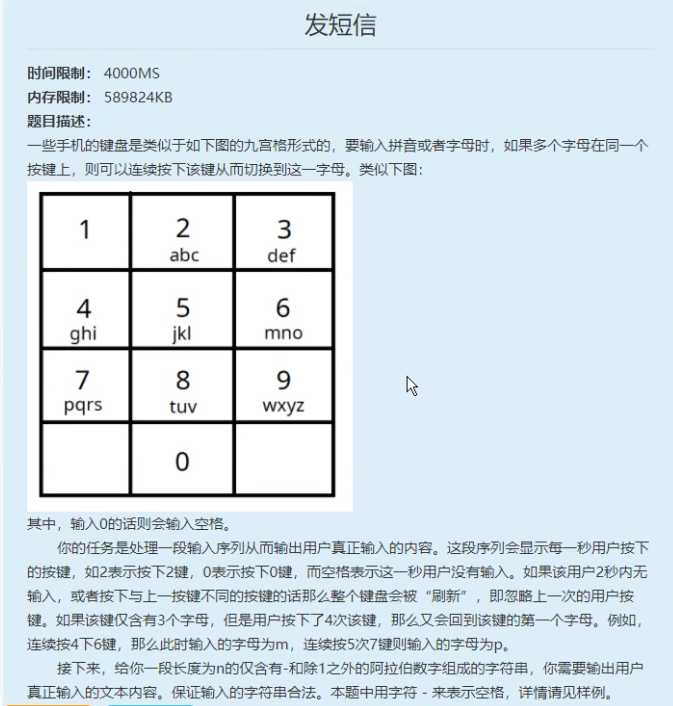 发短信
时间限制： 4000MS
内存限制： 589824KB
题目描述：
一些手机的键盘是类似于如下图的九宫格形式的，要输入拼音或者字母时，如果多个字母在同一个
按键上，则可以连续按下该键从而切换到这一字母。类似下图：
1 2 3
abc def
4 5 6
ghi jkl mno
7 8 9
pqrs tuv wxyz
0
其中，输入0的话则会输入空格。
你的任务是处理一段输入序列从而输出用户真正输入的内容。这段序列会显示每一秒用户按下
的按键，如2表示按下2键，0表示按下0键，而空格表示这一秒用户没有输入。如果该用户2秒内无
输入，或者按下与上一按键不同的按键的话那么整个键盘会被“刷新”，即忽略上一次的用户按
键。如果该键仅含有3个字母，但是用户按下了4次该键，那么又会回到该键的第一个字母。例如，
连续按4下6键，那么此时输入的字母为m，连续按5次7键则输入的字母为p。
接下来，给你一段长度为n的仅含有-和除1之外的阿拉伯数字组成的字符串，你需要输出用户
真正输入的文本内容。保证输入的字符串合法。本题中用字符 - 来表示空格，详情请见样例。